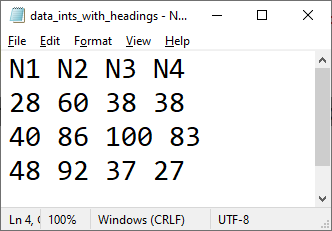 data_ints_with_headings - N...
File Edit Format View Help
N1 N2 N3 N4
28 60 38 38
40 86 100 83
48 92 37 27
Ln 4, C 100% Windows (CRLF) UTF-8